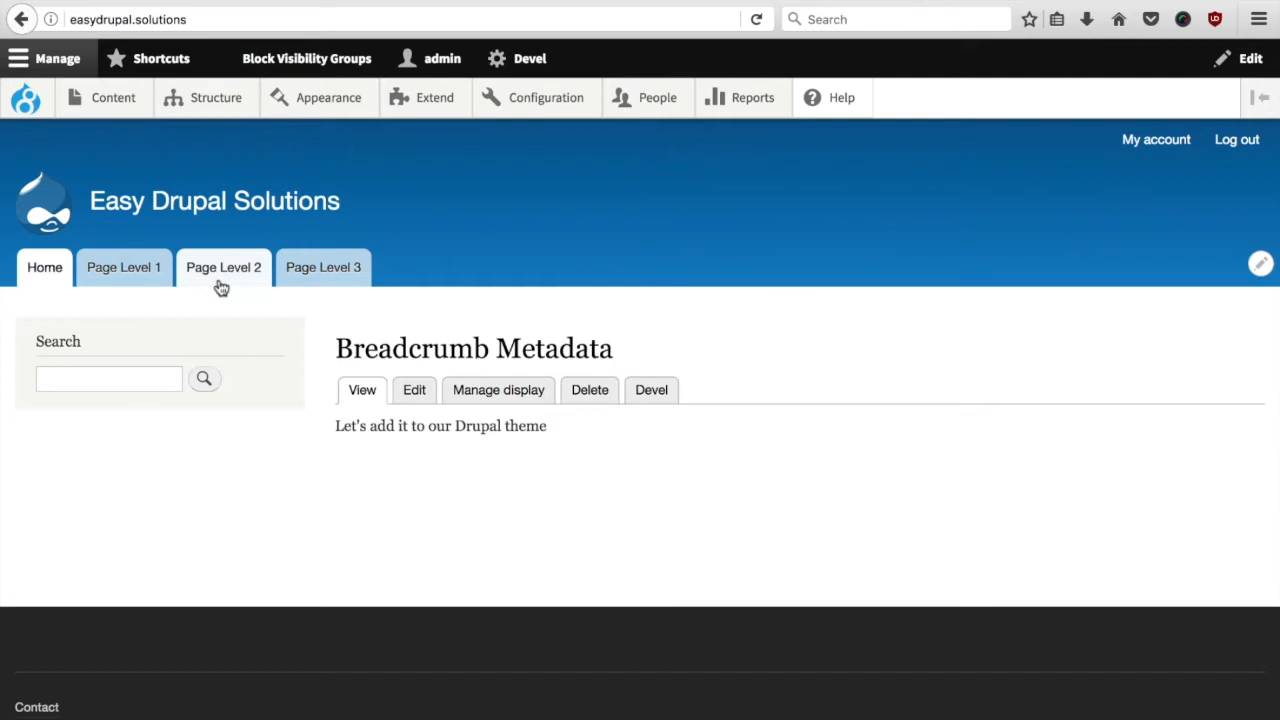 easydrupal.solutions
Search
Manage
Shortcuts
Block Visibility Groups
admin
Devel
Edit
Content
Structure
Appearance
Extend
Configuration
People
Reports
Help
My account
Log out
Easy Drupal Solutions
Home
Page Level 1
Page Level 2
Page Level 3
Search
Breadcrumb Metadata
View
Edit
Manage display
Delete
Devel
Let's add it to our Drupal theme
Contact